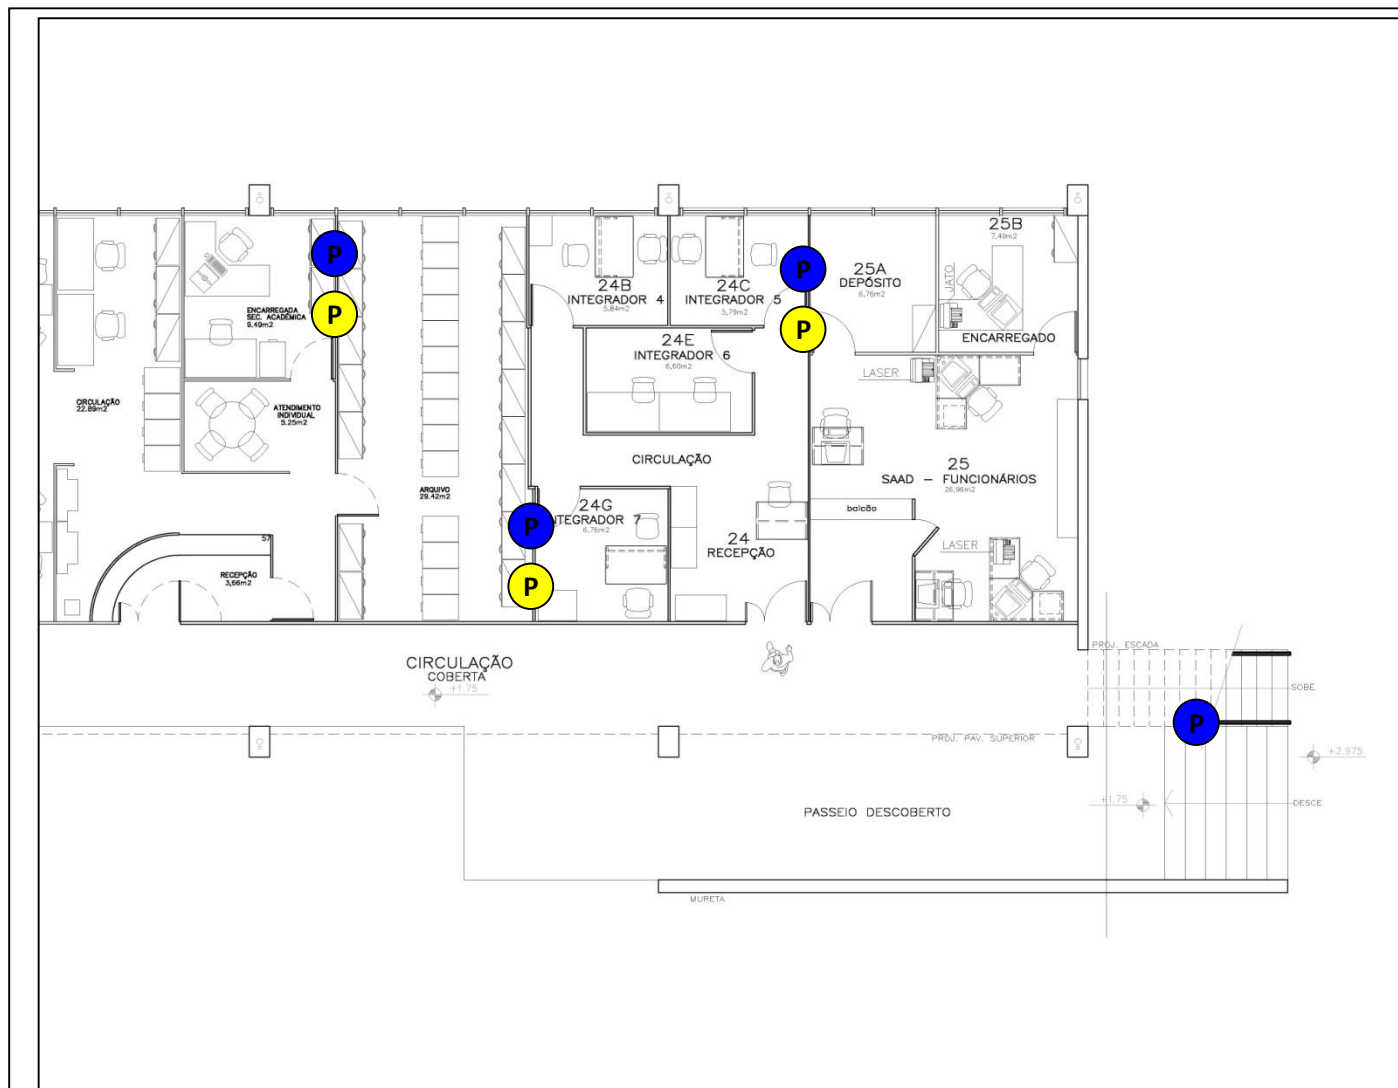 25B
7,49m2
JATO
ENCARREGADO
P
P
25A
DEPÓSITO
6,76m2
P
P
24B
INTEGRADOR 4
5,84m2
24C
INTEGRADOR 5
5,79m2
24E
INTEGRADOR 6
6,60m2
ENCARREGADA
SEC. ACADÊMICA
9.49m2
LASER
CIRCULAÇÃO
22.89m2
ATENDIMENTO
INDIVIDUAL
5.25m2
CIRCULAÇÃO
25
SAAD - FUNCIONÁRIOS
26,96m2
ARQUIVO
29.42m2
P
P
24G
INTEGRADOR 7
6,76m2
balcão
24
RECEPÇÃO
LASER
57
RECEPÇÃO
3,66m2
CIRCULAÇÃO
COBERTA
+1.75
PROJ. ESCADA
SOBE
P
PROJ. PAV. SUPERIOR
+2.975
+1.75
DESCE
PASSEIO DESCOBERTO
MURETA